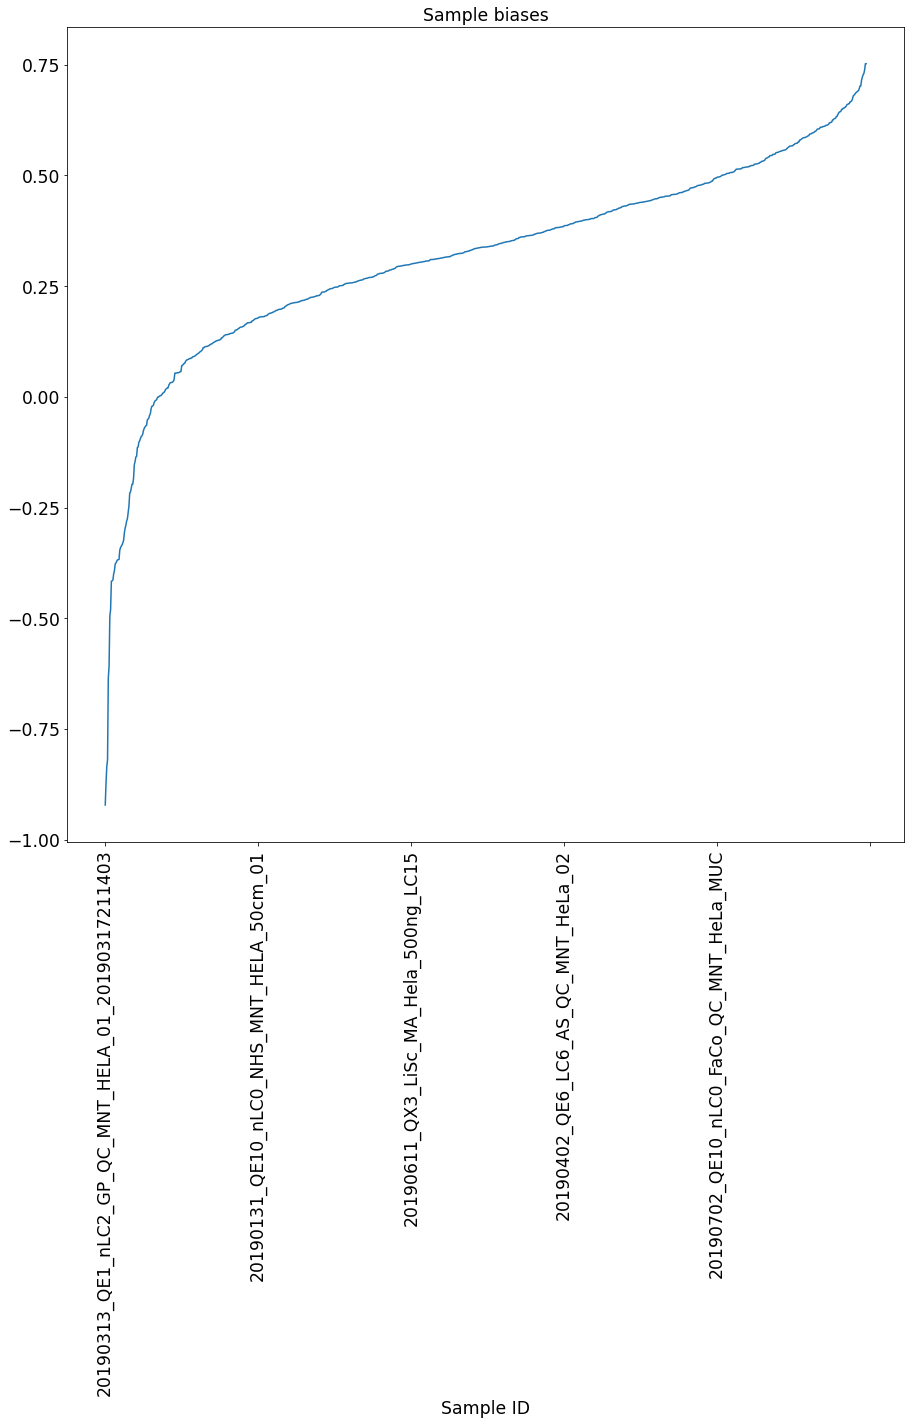 Sample biases
0.75
0.50
0.25
0.00
−0.25
−0.50
−0.75
−1.00
20190313_QE1_nLC2_GP_QC_MNT_HELA_01_20190317211403
20190131_QE10_nLC0_NHS_MNT_HELA_50cm_01
20190611_QX3_LiSc_MA_Hela_500ng_LC15
20190402_QE6_LC6_AS_QC_MNT_HeLa_02
20190702_QE10_nLC0_FaCo_QC_MNT_HeLa_MUC
Sample ID